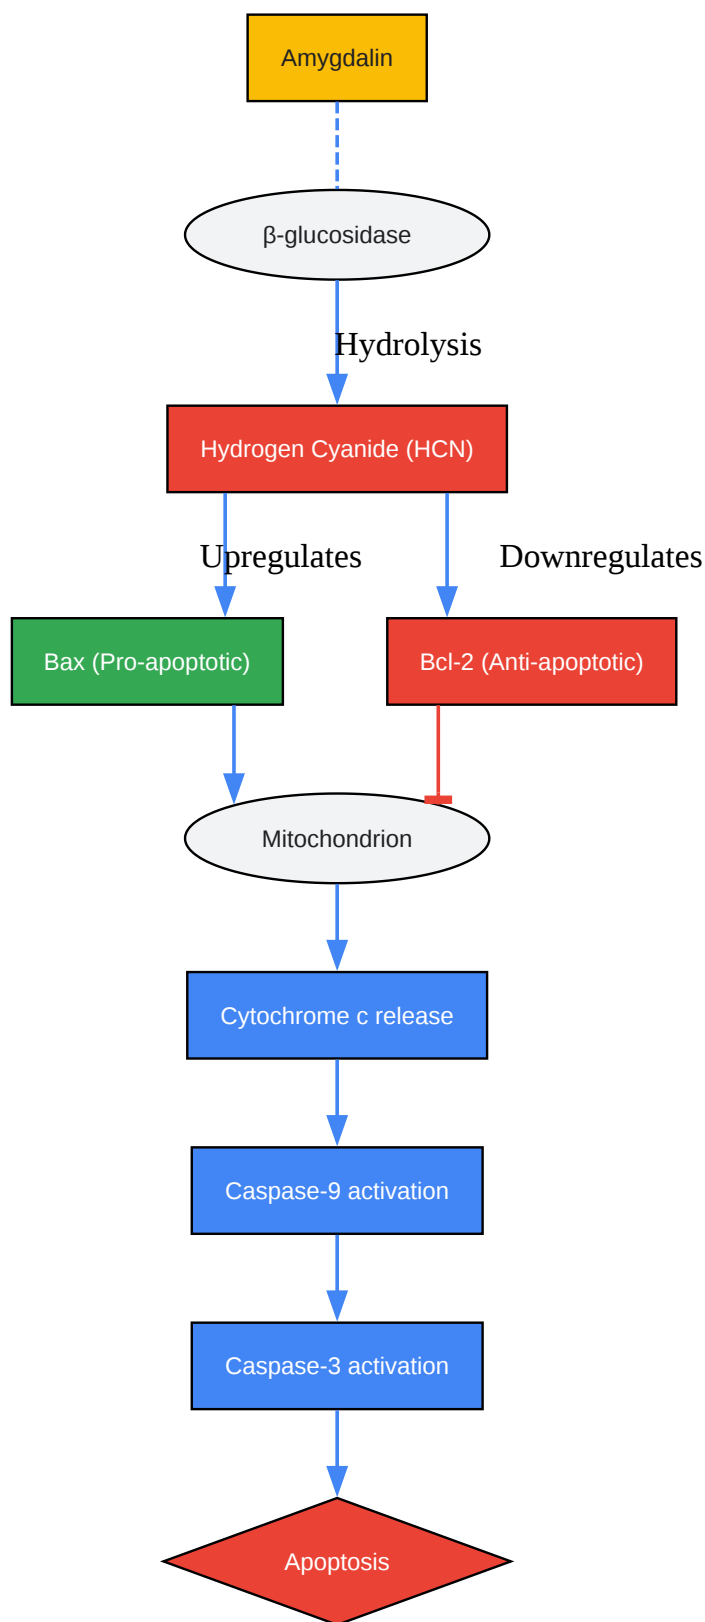 Amygdalin
β-glucosidase
Hydrolysis
Hydrogen Cyanide (HCN)
Upregulates
Downregulates
Bax (Pro-apoptotic)
Bcl-2 (Anti-apoptotic)
Mitochondrion
Cytochrome c release
Caspase-9 activation
Caspase-3 activation
Apoptosis